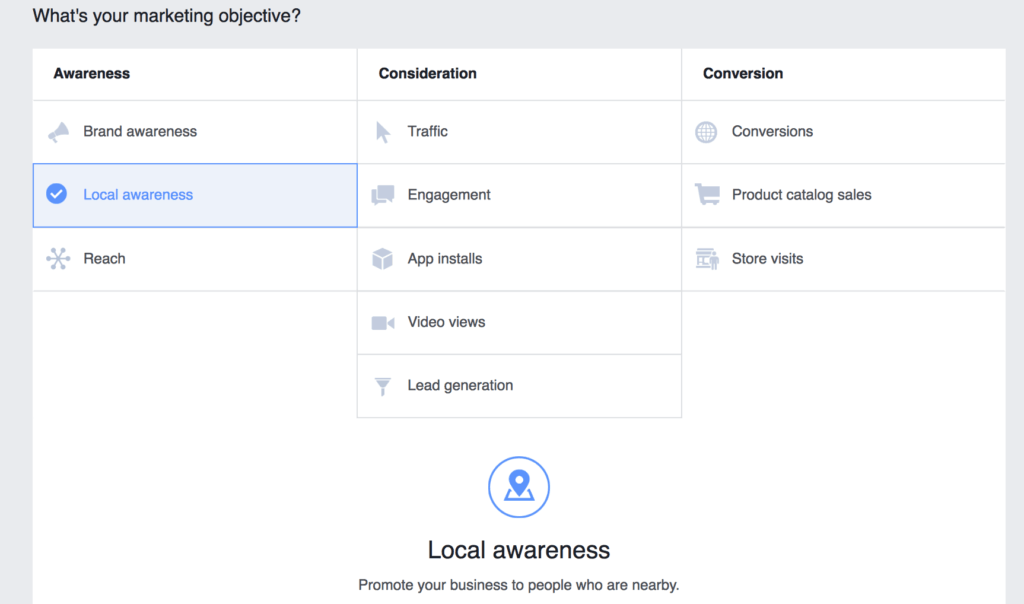 What's your marketing objective?
Awareness
Consideration
Conversion
Brand awareness
Traffic
Conversions
Local awareness
Engagement
Product catalog sales
Reach
App installs
Store visits
Video views
Lead generation
Local awareness
Promote your business to people who are nearby.